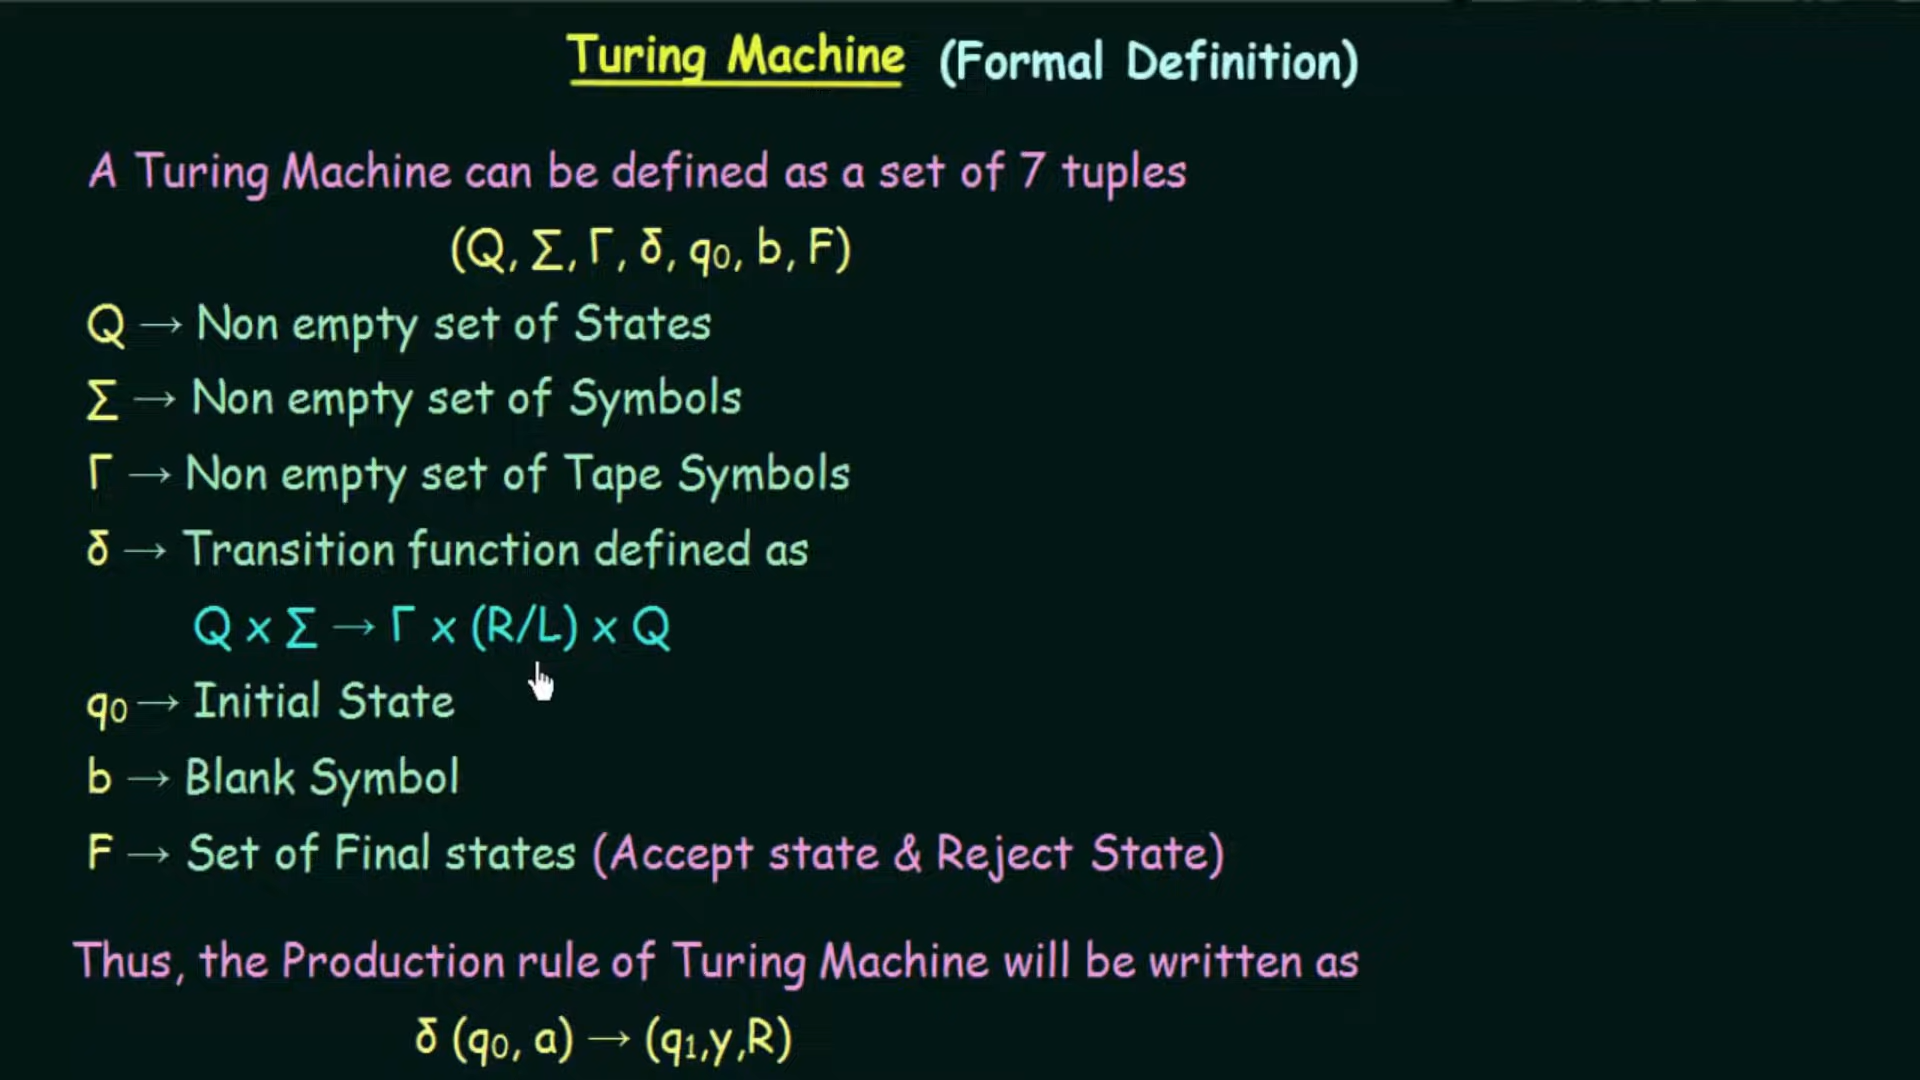 Turing Machine (Formal Definition)
A Turing Machine can be defined as a set of 7 tuples
(Q, Σ, Γ, δ, q₀, b, F)
Q → Non empty set of States
Σ → Non empty set of Symbols
Γ → Non empty set of Tape Symbols
δ → Transition function defined as
Q x Σ → Γ x (R/L) x Q
q₀ → Initial State
b → Blank Symbol
F → Set of Final states (Accept state & Reject State)
Thus, the Production rule of Turing Machine will be written as
δ (q₀, a) → (q₁,y,R)